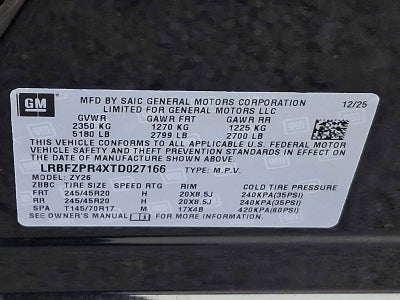 GM
MFD BY SAIC GENERAL MOTORS CORPORATION 12/25
LIMITED FOR GENERAL MOTORS LLC
GVWR GAWR FRT GAWR RR
2350 KG 1270 KG 1225 KG
5180 LB 2799 LB 2700 LB
THIS VEHICLE CONFORMS TO ALL APPLICABLE U.S. FEDERAL MOTOR
VEHICLE SAFETY, BUMPER, AND THEFT PREVENTION STANDARDS IN EFFECT ON THE
DATE OF MANUFACTURE SHOWN ABOVE.
LRBFZPR4XTD027166 TYPE: M.P.V.
MODEL: ZY26
ZBBC TIRE SIZE SPEED RTG RIM COLD TIRE PRESSURE
FRT 245/45R20 H 20X8.5J 240KPA(35PSI)
RR 245/45R20 H 20X8.5J 240KPA(35PSI)
SPA T145/70R17 M 17X4B 420KPA(60PSI)
SEE OWNER'S MANUAL FOR MORE INFORMATION.